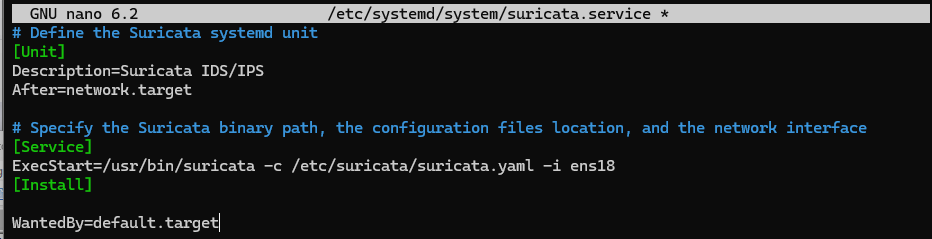 GNU nano 6.2 /etc/systemd/system/suricata.service *
# Define the Suricata systemd unit
[Unit]
Description=Suricata IDS/IPS
After=network.target
# Specify the Suricata binary path, the configuration files location, and the network interface
[Service]
ExecStart=/usr/bin/suricata -c /etc/suricata/suricata.yaml -i ens18
[Install]
WantedBy=default.target